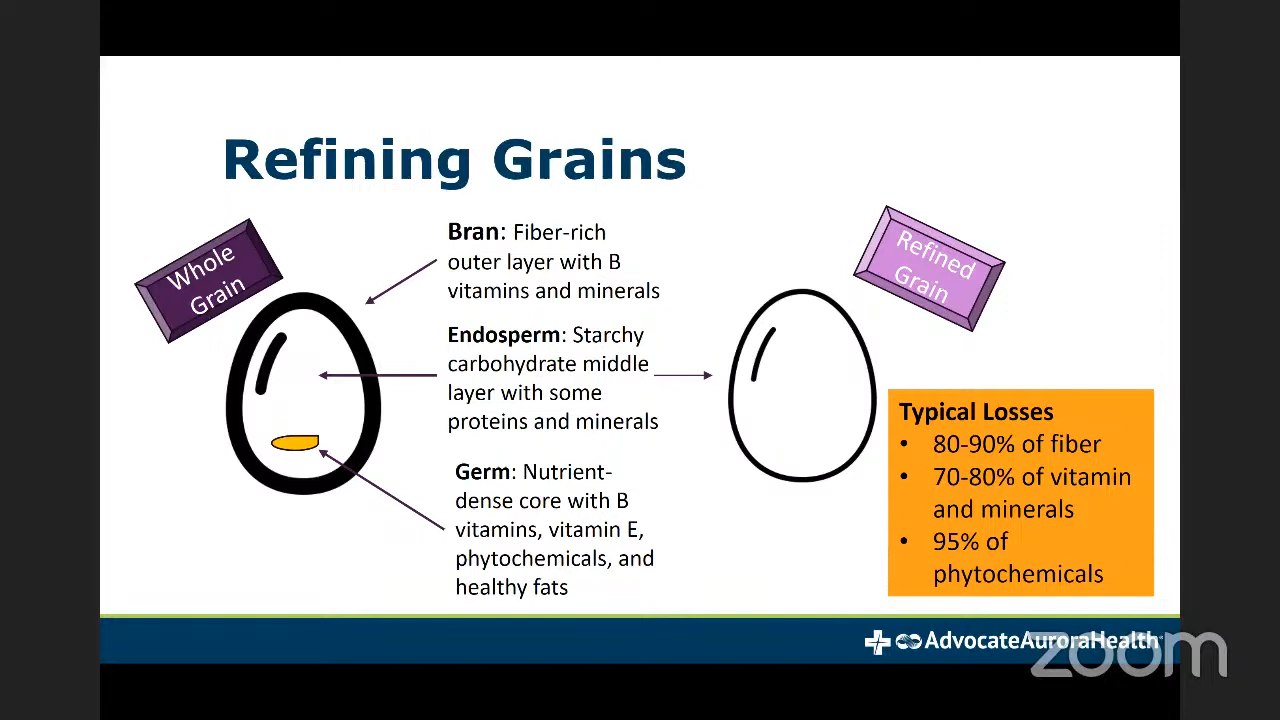 Refining Grains
Whole
Grain
Bran: Fiber-rich
outer layer with B
vitamins and minerals
Endosperm: Starchy
carbohydrate middle
layer with some
proteins and minerals
Germ: Nutrient-
dense core with B
vitamins, vitamin E,
phytochemicals, and
healthy fats
Refined
Grain
Typical Losses
• 80-90% of fiber
• 70-80% of vitamin
and minerals
• 95% of
phytochemicals
AdvocateAuroraHealth®
zoom